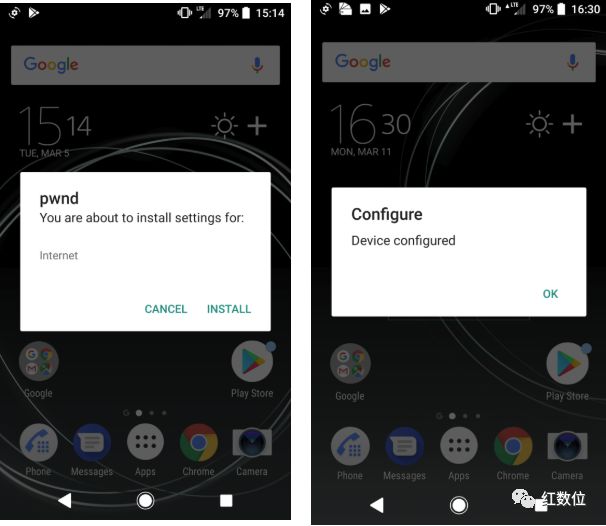 LTE 97% 15:14
Google
15 14
TUE, MAR 5
pwnd
You are about to install settings for:
Internet
CANCEL INSTALL
Google Play Store
G
Phone Messages Apps Chrome Camera
LTE 97% 16:30
Google
16 30
MON, MAR 11
Configure
Device configured
OK
Google Play Store
G
Phone Messages Apps Chrome Camera
红数位